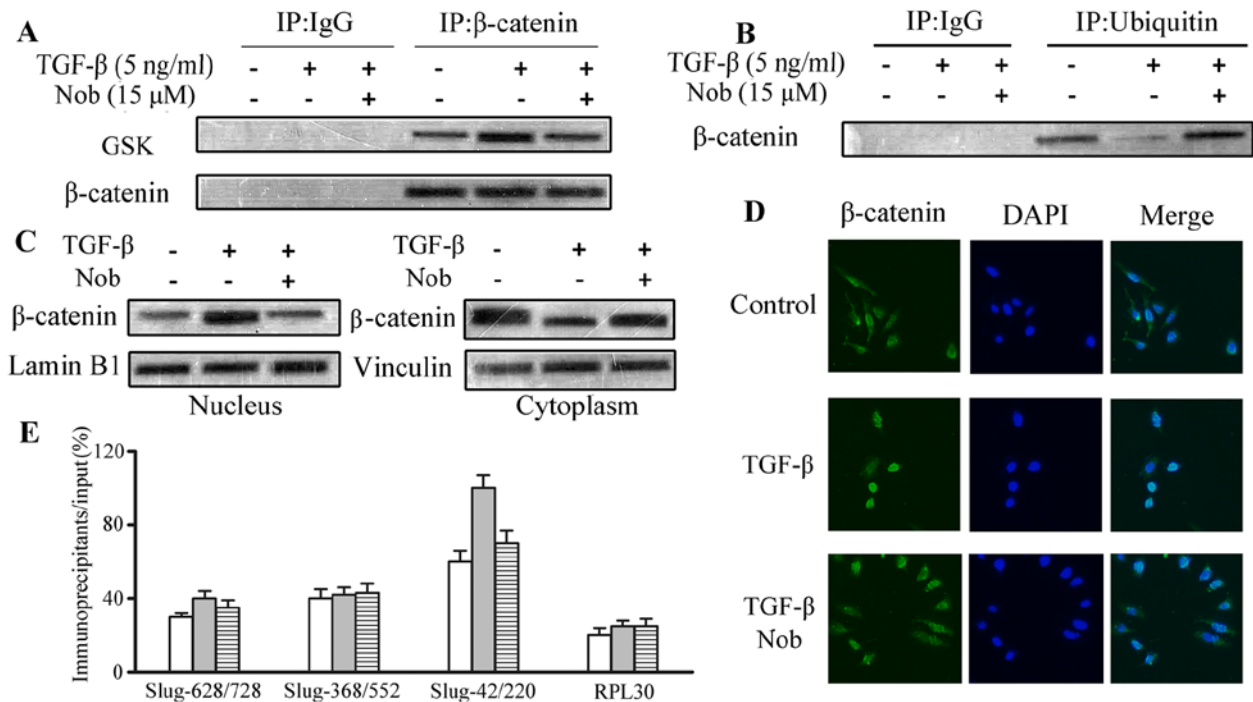 A
IP:IgG IP:β-catenin
TGF-β (5 ng/ml) - + + - + +
Nob (15 μM) - - + - - +
GSK
β-catenin
B
IP:IgG IP:Ubiquitin
TGF-β (5 ng/ml) - + + - + +
Nob (15 μM) - - + - - +
β-catenin
C
TGF-β - + +
Nob - - +
β-catenin
Lamin B1
Nucleus
TGF-β - + +
Nob - - +
β-catenin
Vinculin
Cytoplasm
D
β-catenin DAPI Merge
Control
TGF-β
TGF-β
Nob
E
Immunoprecipitants/input (%)
120
80
40
0
Slug-628/728 Slug-368/552 Slug-42/220 RPL30